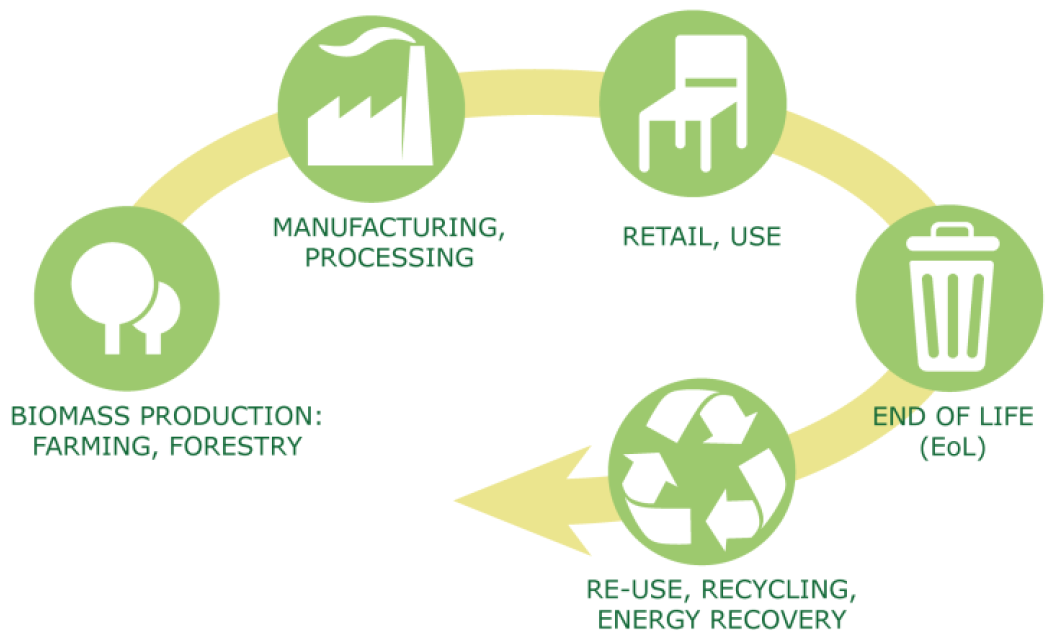 BIOMASS PRODUCTION:
FARMING, FORESTRY
MANUFACTURING,
PROCESSING
RETAIL, USE
END OF LIFE
(EoL)
RE-USE, RECYCLING,
ENERGY RECOVERY